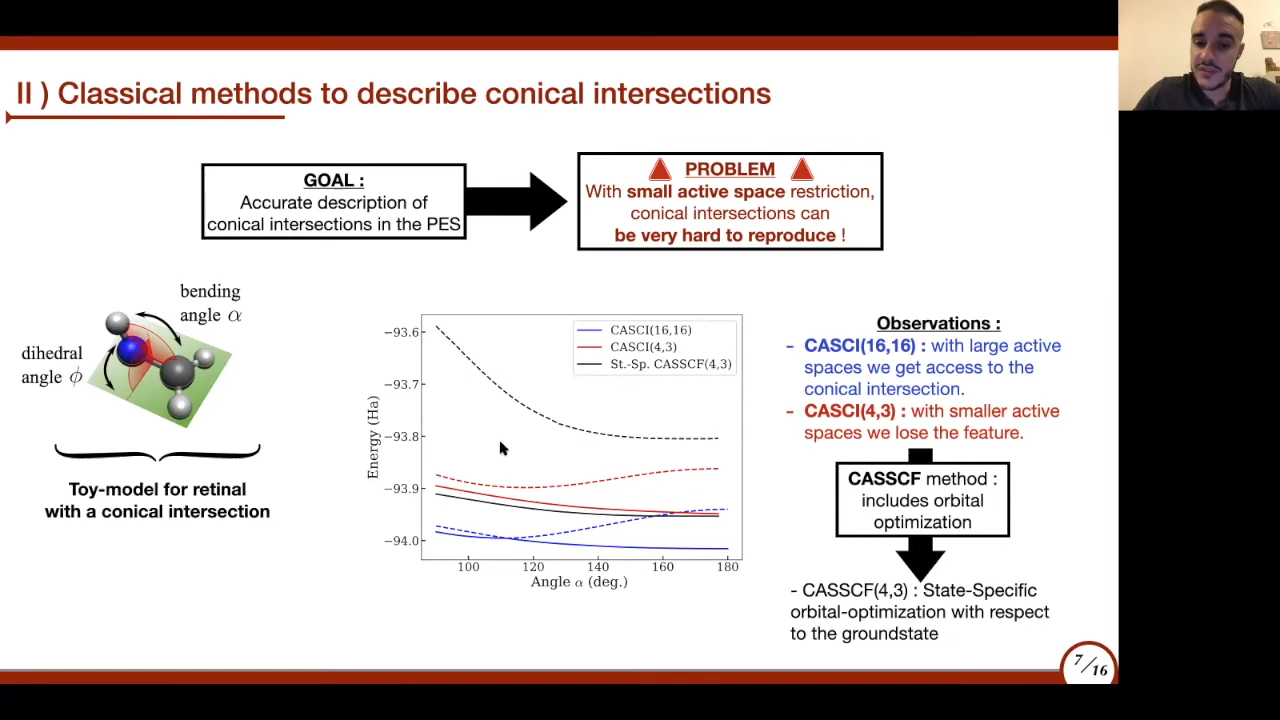 II ) Classical methods to describe conical intersections
GOAL :
Accurate description of
conical intersections in the PES
PROBLEM
With small active space restriction,
conical intersections can
be very hard to reproduce !
bending
angle α
dihedral
angle ϕ
Toy-model for retinal
with a conical intersection
CASCI(16,16)
CASCI(4,3)
St.-Sp. CASSCF(4,3)
Energy (Ha)
−93.6
−93.7
−93.8
−93.9
−94.0
100
120
140
160
180
Angle α (deg.)
Observations :
- CASCI(16,16) : with large active
spaces we get access to the
conical intersection.
- CASCI(4,3) : with smaller active
spaces we lose the feature.
CASSCF method :
includes orbital
optimization
- CASSCF(4,3) : State-Specific
orbital-optimization with respect
to the groundstate
7/16